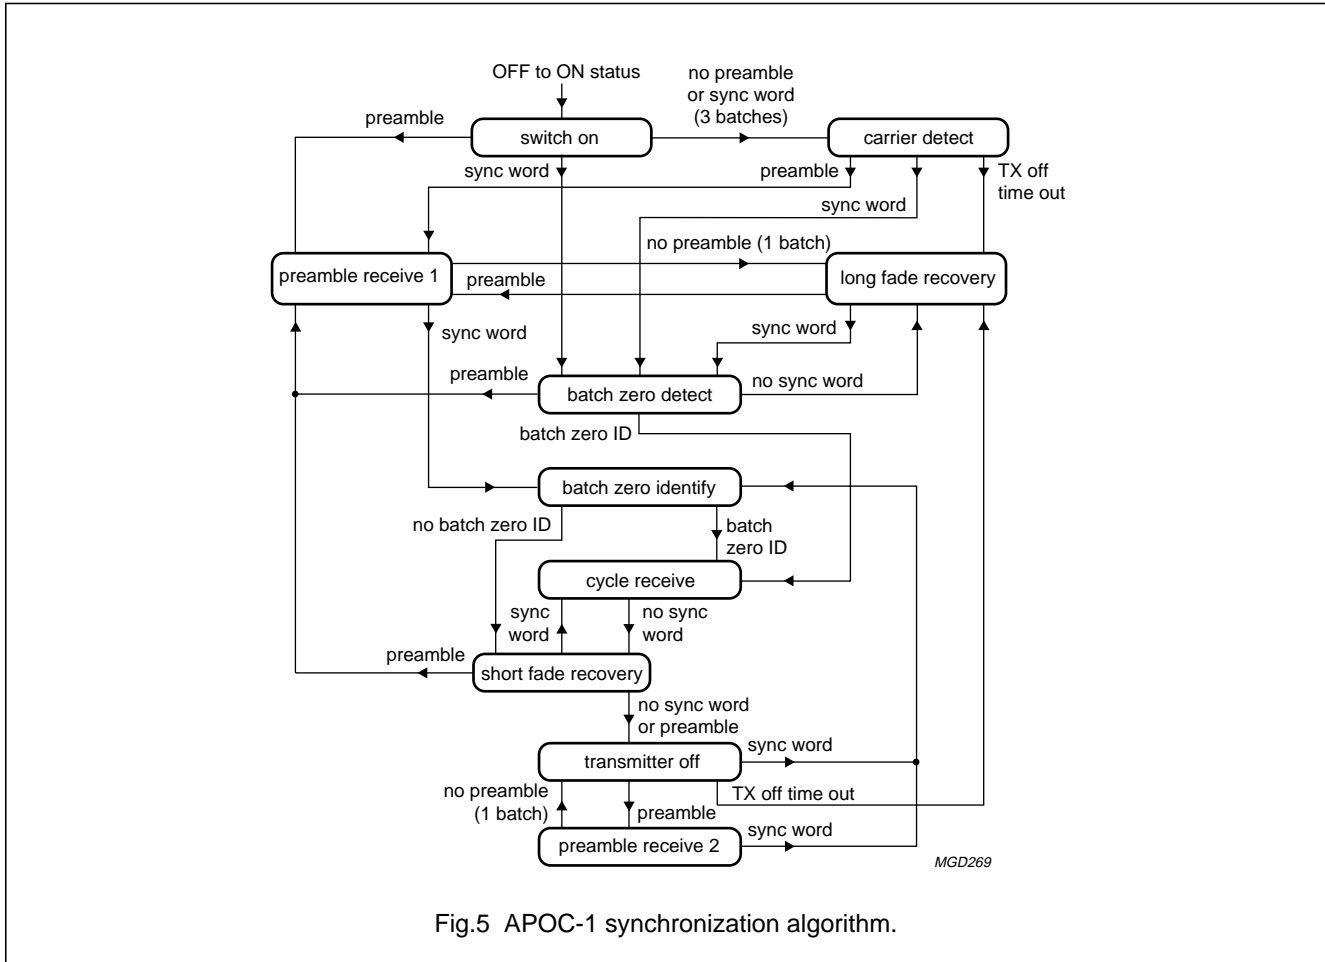 OFF to ON status
no preamble
or sync word
(3 batches)
preamble
switch on
carrier detect
sync word
preamble
TX off
time out
sync word
no preamble (1 batch)
preamble receive 1
preamble
long fade recovery
sync word
sync word
preamble
batch zero detect
no sync word
batch zero ID
batch zero identify
no batch zero ID
batch
zero ID
cycle receive
sync
word
no sync
word
preamble
short fade recovery
no sync word
or preamble
transmitter off
sync word
no preamble
(1 batch)
preamble
TX off time out
preamble receive 2
sync word
MGD269
Fig.5 APOC-1 synchronization algorithm.